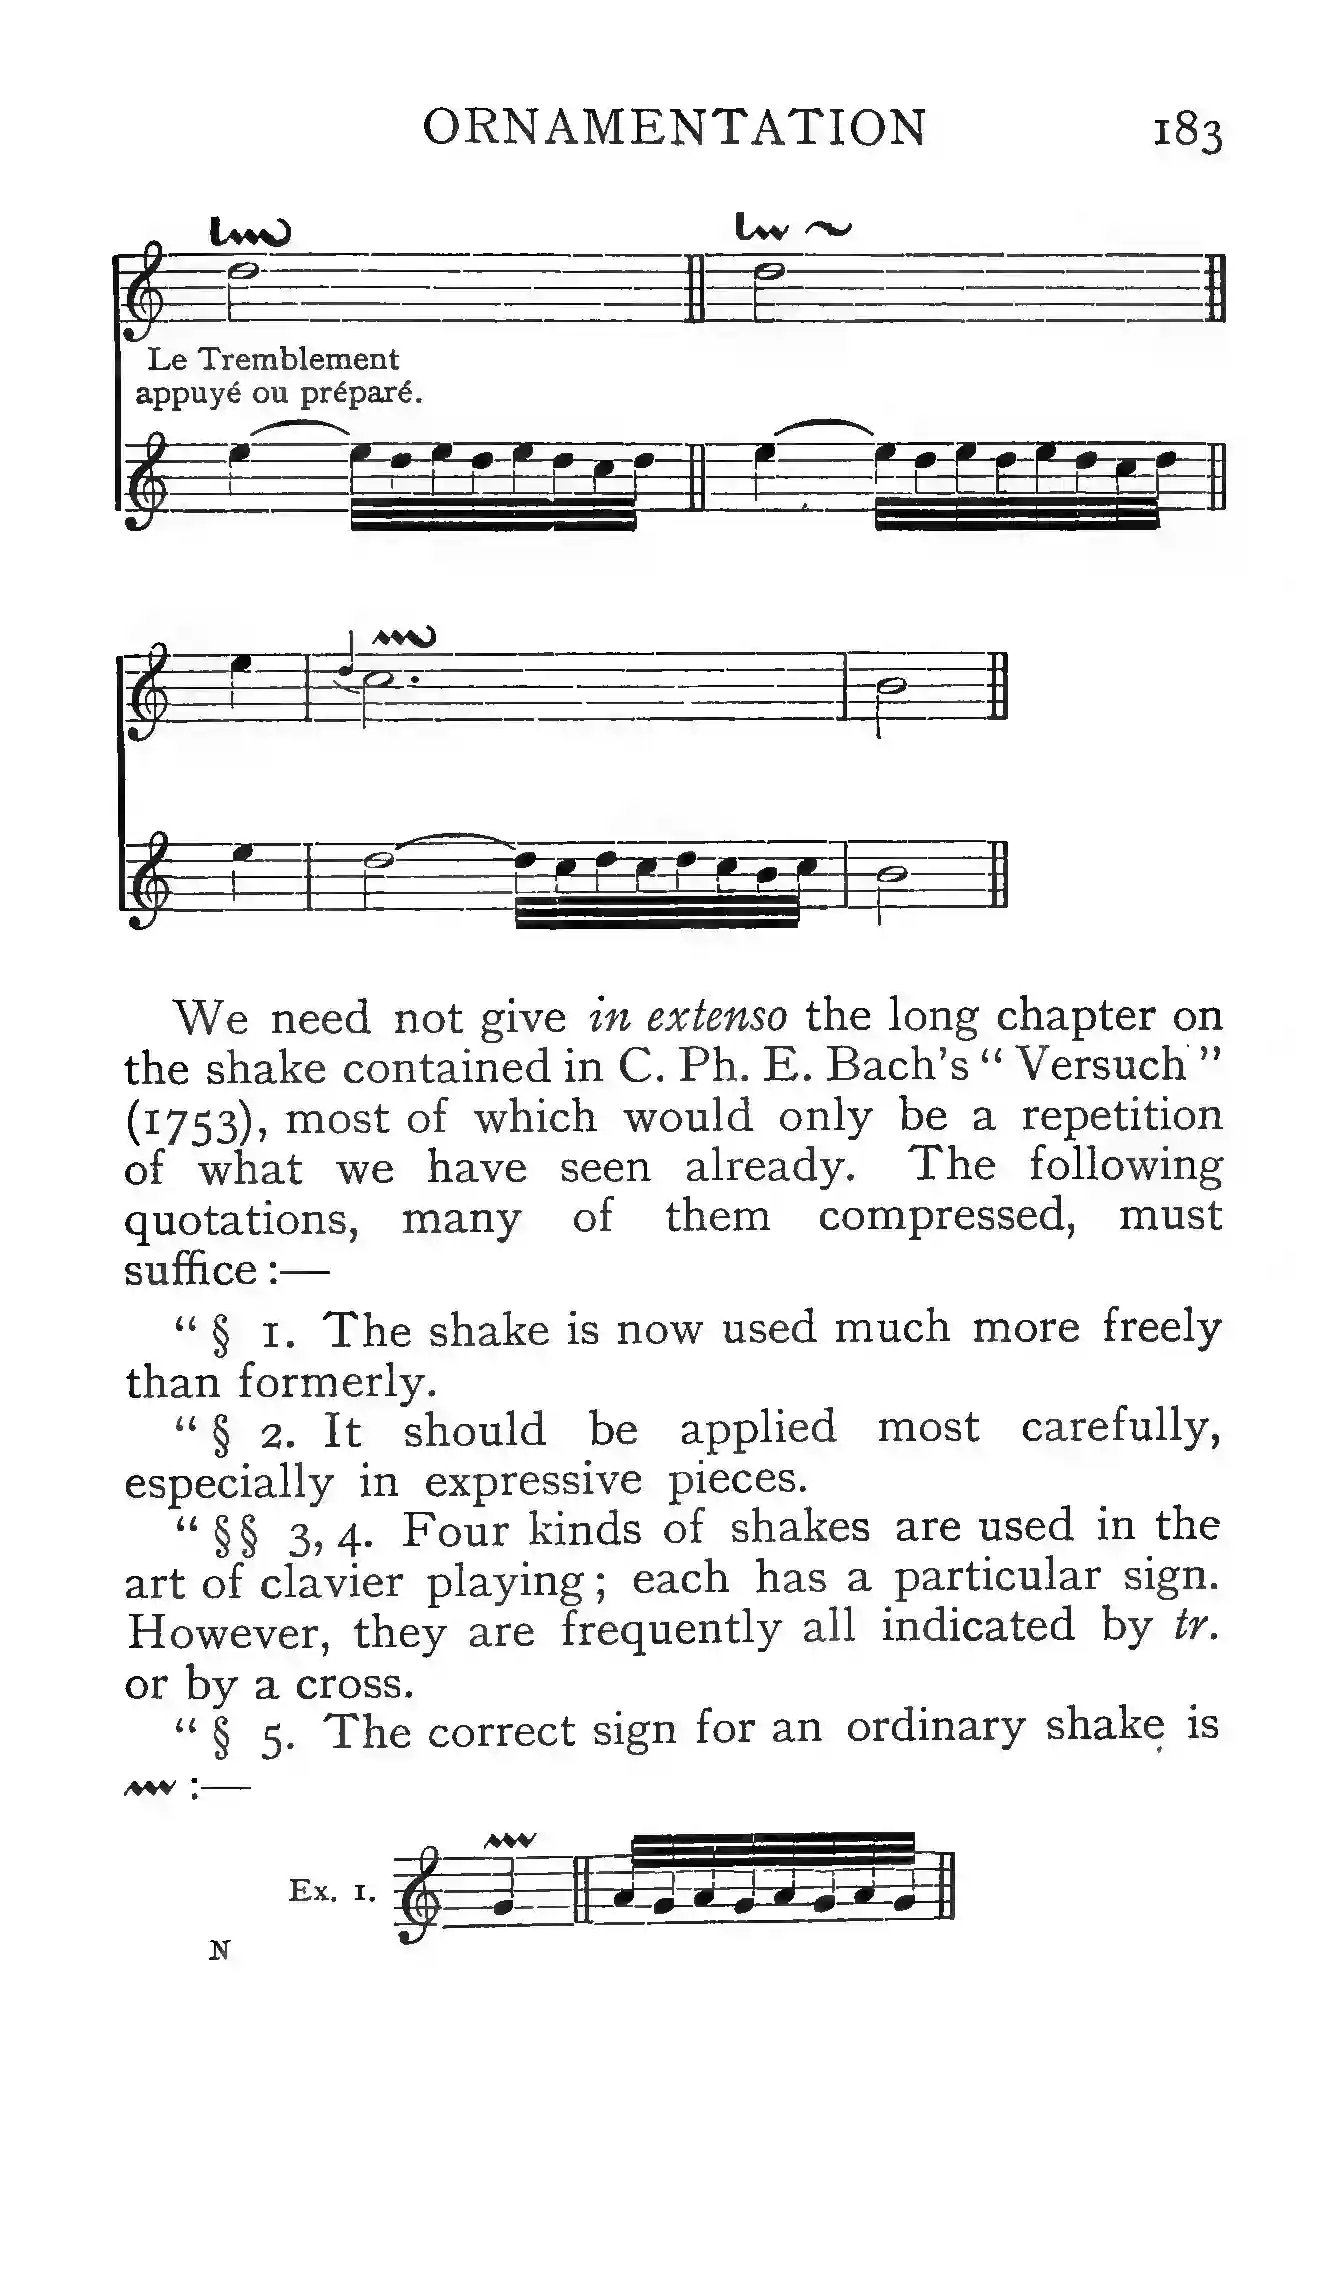 ORNAMENTATION 183
Le Tremblement
appuyé ou préparé.
We need not give in extenso the long chapter on
the shake contained in C. Ph. E. Bach's “ Versuch ”
(1753), most of which would only be a repetition
of what we have seen already. The following
quotations, many of them compressed, must
suffice :—
“ § 1. The shake is now used much more freely
than formerly.
“ § 2. It should be applied most carefully,
especially in expressive pieces.
“ §§ 3, 4. Four kinds of shakes are used in the
art of clavier playing ; each has a particular sign.
However, they are frequently all indicated by tr.
or by a cross.
“ § 5. The correct sign for an ordinary shake is
:—
Ex. 1.
N